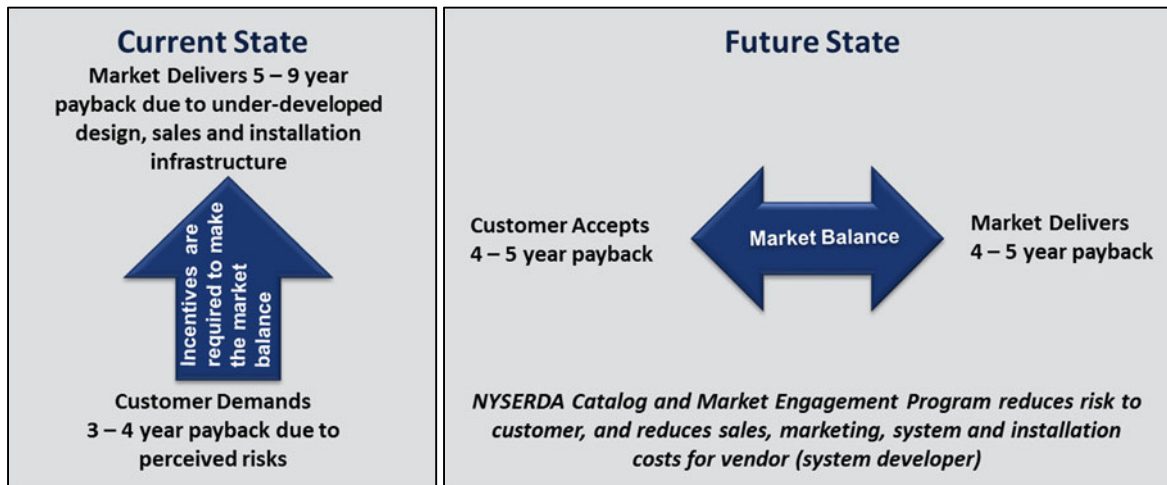 Current State
Market Delivers 5 – 9 year
payback due to under-developed
design, sales and installation
infrastructure
Incentives are
required to make
the market
balance
Customer Demands
3 – 4 year payback due to
perceived risks
Future State
Customer Accepts
4 – 5 year payback
Market Balance
Market Delivers
4 – 5 year payback
NYSERDA Catalog and Market Engagement Program reduces risk to
customer, and reduces sales, marketing, system and installation
costs for vendor (system developer)